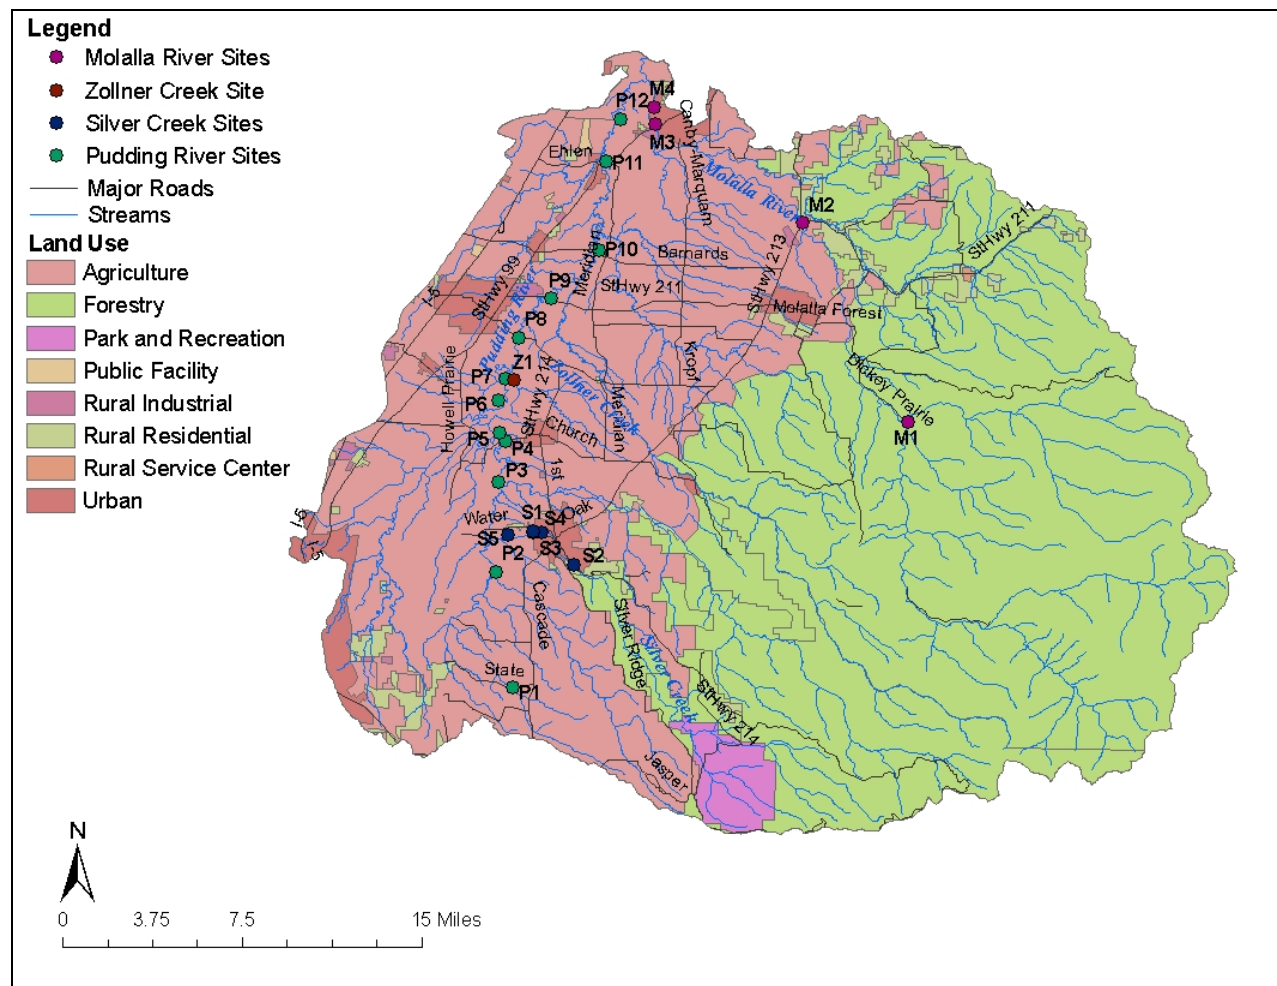 Legend
Molalla River Sites
Zollner Creek Site
Silver Creek Sites
Pudding River Sites
Major Roads
Streams
Land Use
Agriculture
Forestry
Park and Recreation
Public Facility
Rural Industrial
Rural Residential
Rural Service Center
Urban
M4
P12
M3
Canby-Marquam
Ehlen
P11
Molalla River
M2
StHwy 211
P10
Barnards
Meridian
StHwy 213
StHwy 99
I-5
P9
StHwy 211
Molalla Forest
Pudding River
P8
Howell Prairie
Z1
P7
StHwy 214
Zollner Creek
Kropf
Dickey Prairie
P6
Meridian
M1
P5
P4
Church
P3
1st
Water
S1
S4
Oak
I-5
I-5
S5
S3
S2
P2
Cascade
Silver Ridge
Silver Creek
State
P1
StHwy 214
Jasper
N
0 3.75 7.5 15 Miles